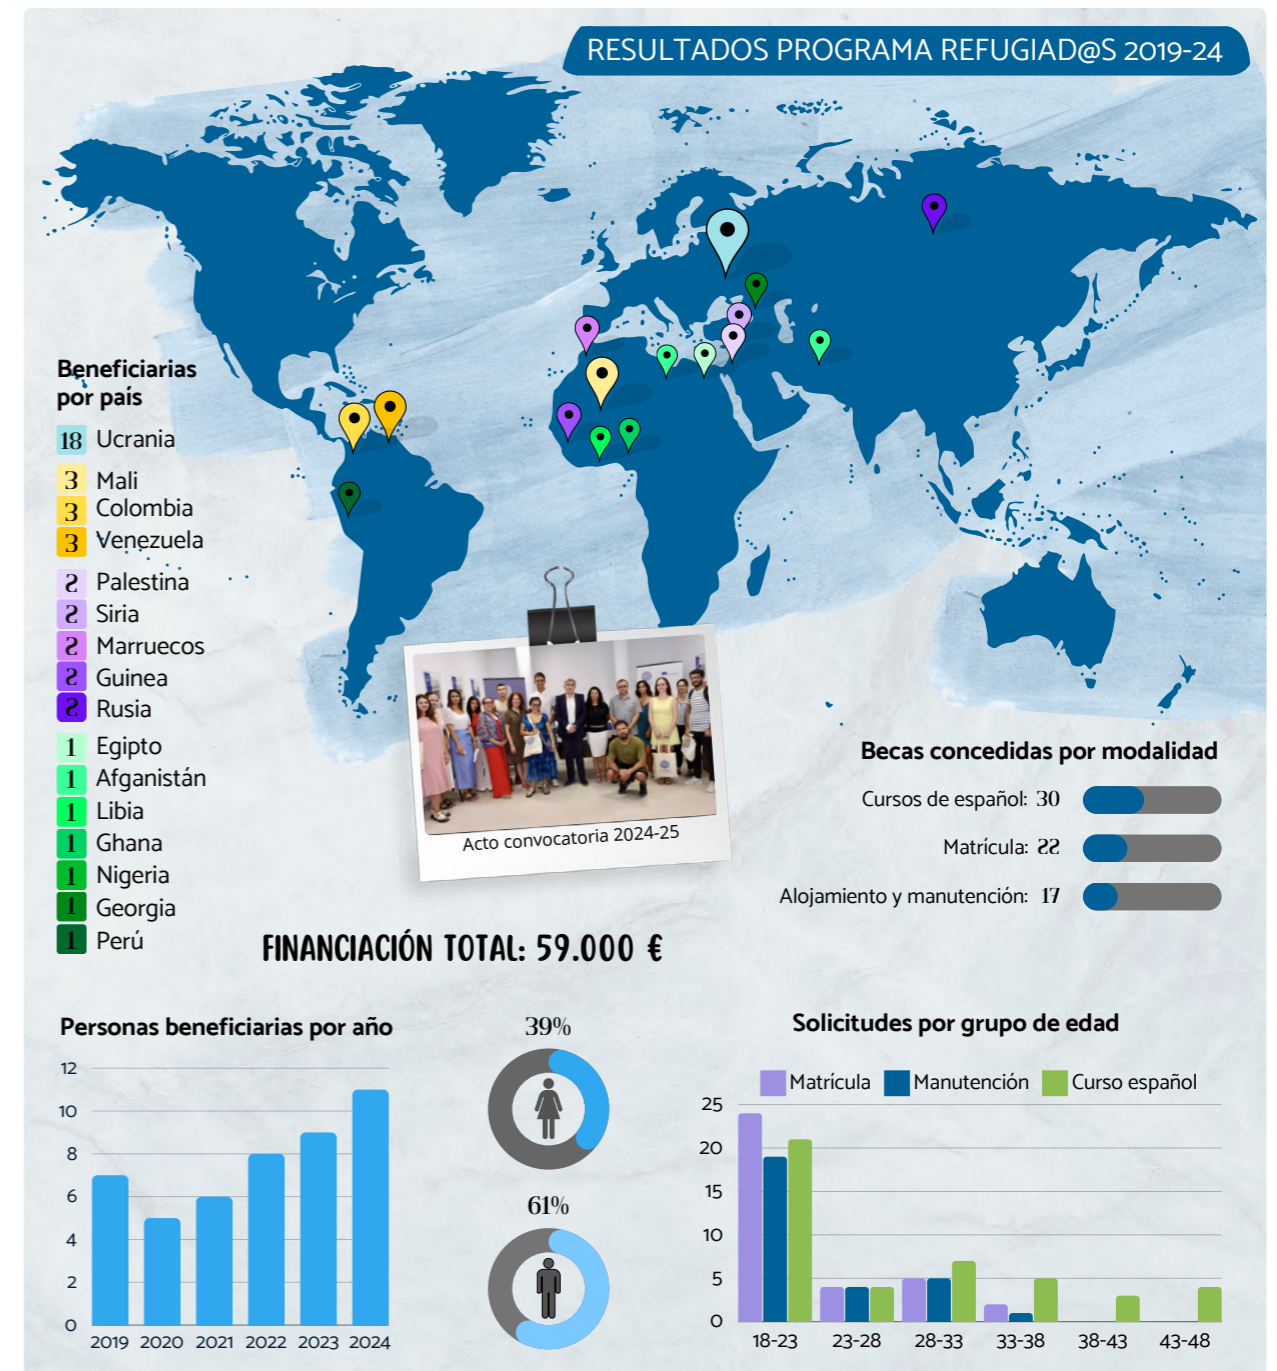 RESULTADOS PROGRAMA REFUGIAD@S 2019-24
Beneficiarias
por país
18 Ucrania
3 Mali
3 Colombia
3 Venezuela
2 Palestina
2 Siria
2 Marruecos
2 Guinea
2 Rusia
1 Egipto
1 Afganistán
1 Libia
1 Ghana
1 Nigeria
1 Georgia
1 Perú
Acto convocatoria 2024-25
Becas concedidas por modalidad
Cursos de español: 30
Matrícula: 22
Alojamiento y manutención: 17
FINANCIACIÓN TOTAL: 59.000 €
Personas beneficiarias por año
12
10
8
6
4
2
0
2019 2020 2021 2022 2023 2024
39%
61%
Solicitudes por grupo de edad
Matrícula Manutención Curso español
25
20
15
10
5
0
18-23 23-28 28-33 33-38 38-43 43-48